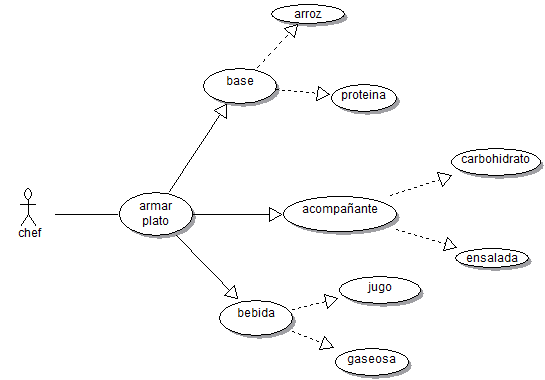 arroz
base
proteina
carbohidrato
armar
plato
acompañante
chef
ensalada
jugo
bebida
gaseosa